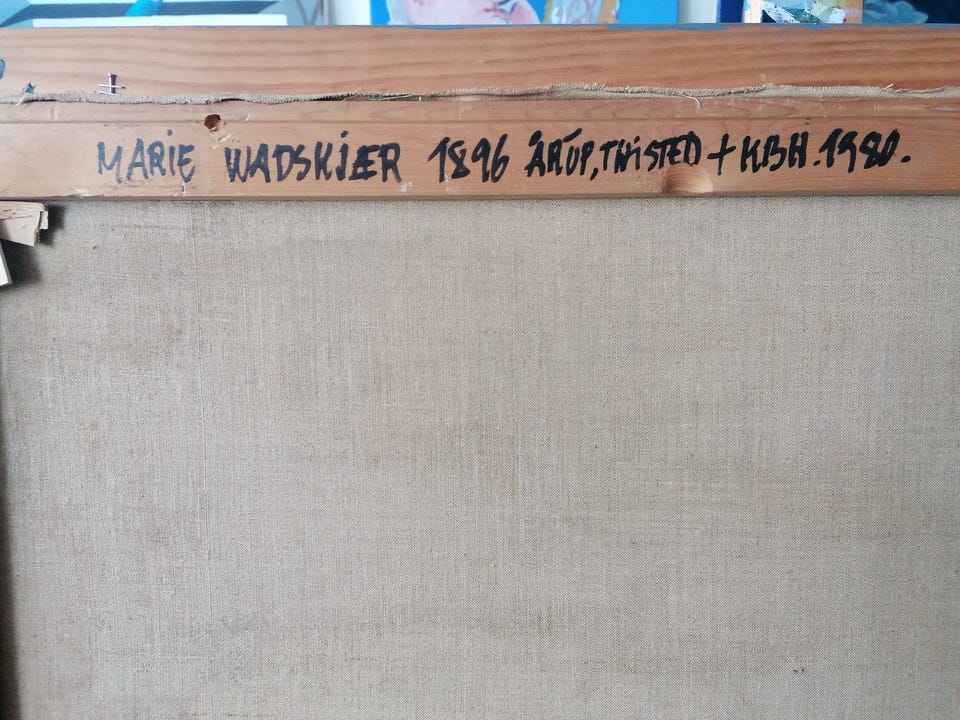 MARIE WADSKJÆR 1896 ÅRUP, THISTED + KBH. 1980.